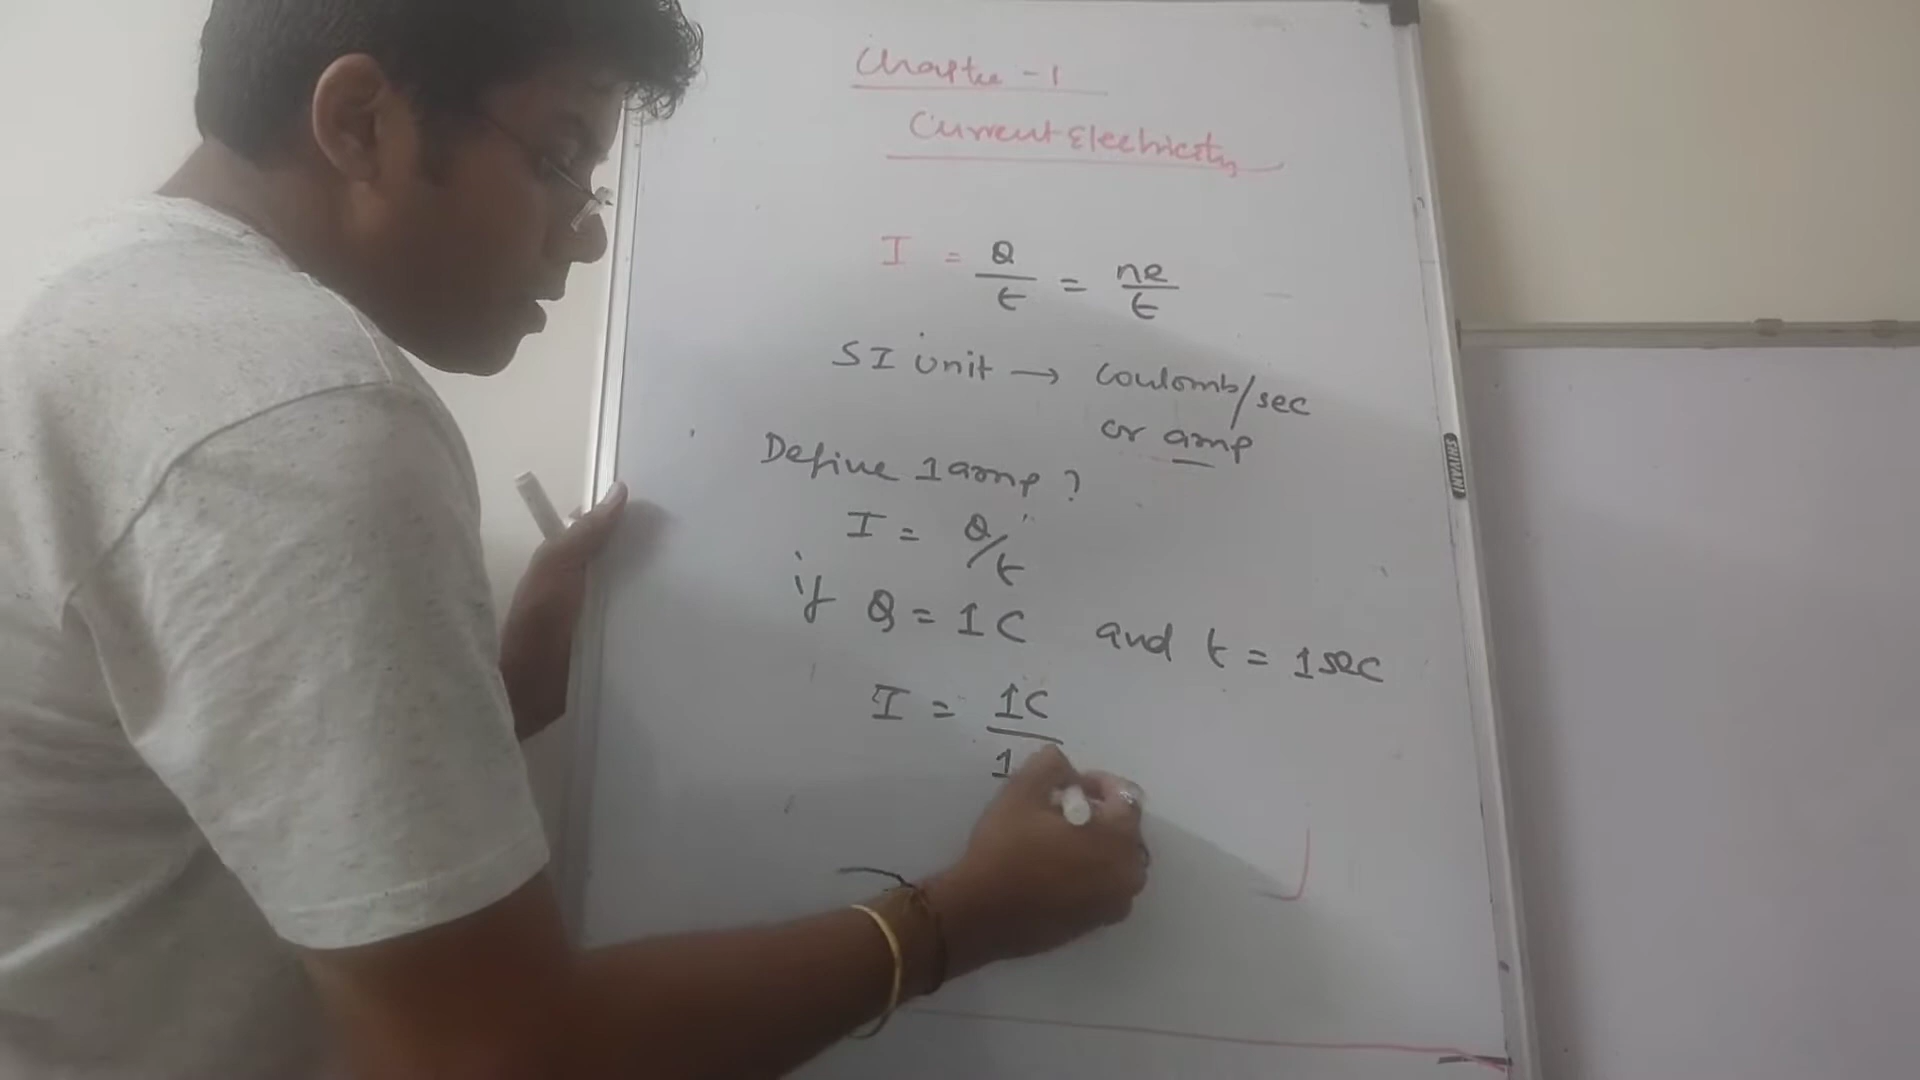 Chapter - 1
Current Electricity
I = Q/t = ne/t
SI unit → coulomb/sec
or amp
Define 1 amp ?
I = Q/t
if Q = 1C and t = 1sec
I = 1C/1
SHIVANI